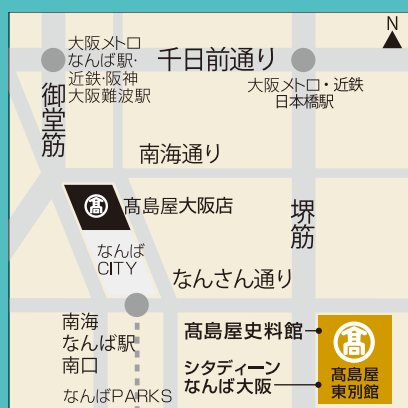 N
大阪メトロ
なんば駅・
近鉄・阪神
大阪難波駅
千日前通り
大阪メトロ・近鉄
日本橋駅
御堂筋
南海通り
髙
髙島屋大阪店
堺筋
なんば
CITY
なんさん通り
南海
なんば駅
南口
髙島屋史料館
シタディーン
なんば大阪
髙
髙島屋
東別館
なんばPARKS